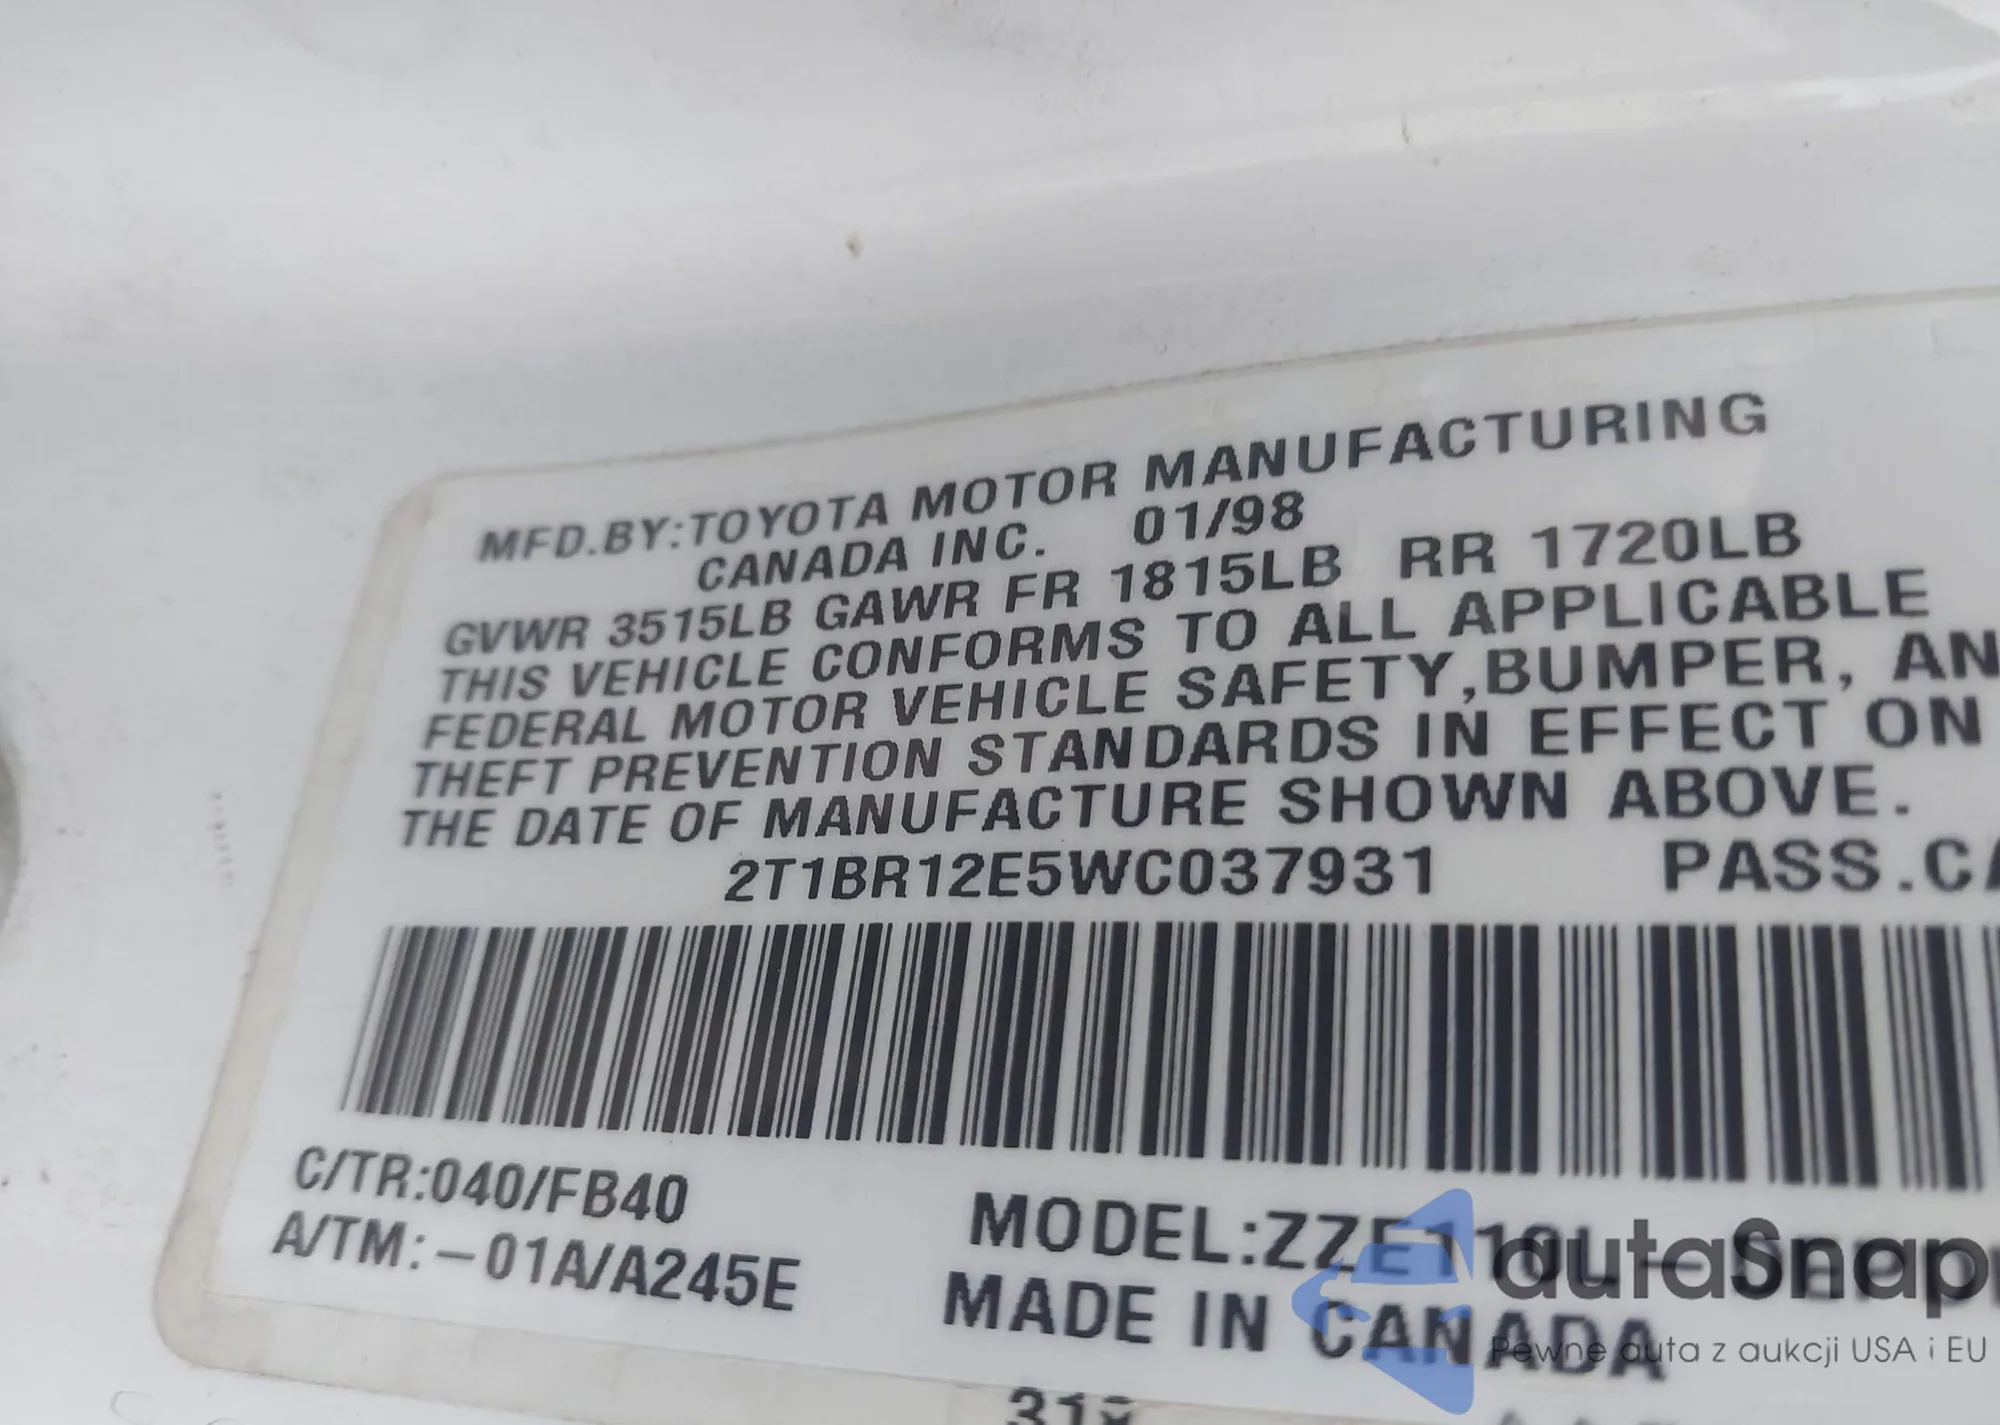 MFD.BY:TOYOTA MOTOR MANUFACTURING
CANADA INC. 01/98
GVWR 3515LB GAWR FR 1815LB RR 1720LB
THIS VEHICLE CONFORMS TO ALL APPLICABLE
FEDERAL MOTOR VEHICLE SAFETY,BUMPER, AN
THEFT PREVENTION STANDARDS IN EFFECT ON
THE DATE OF MANUFACTURE SHOWN ABOVE.
2T1BR12E5WC037931 PASS.CA
C/TR:040/FB40
A/TM:-01A/A245E
MODEL:ZZE110L-
MADE IN CANADA
autaSnap
Pewne auta z aukcji USA i EU